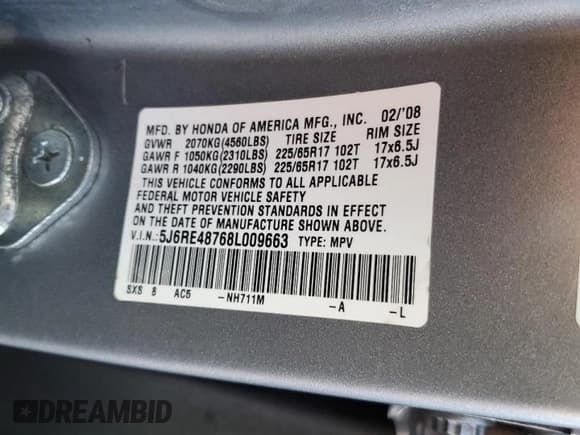 MFD. BY HONDA OF AMERICA MFG., INC. 02/'08
GVWR 2070KG(4560LBS) TIRE SIZE RIM SIZE
GAWR F 1050KG(2310LBS) 225/65R17 102T 17x6.5J
GAWR R 1040KG(2290LBS) 225/65R17 102T 17x6.5J
THIS VEHICLE CONFORMS TO ALL APPLICABLE
FEDERAL MOTOR VEHICLE SAFETY
AND THEFT PREVENTION STANDARDS IN EFFECT
ON THE DATE OF MANUFACTURE SHOWN ABOVE.
V.I.N.:5J6RE48768L009663 TYPE: MPV
SXS 8 AC5 -NH711M -A -L
DREAMBID